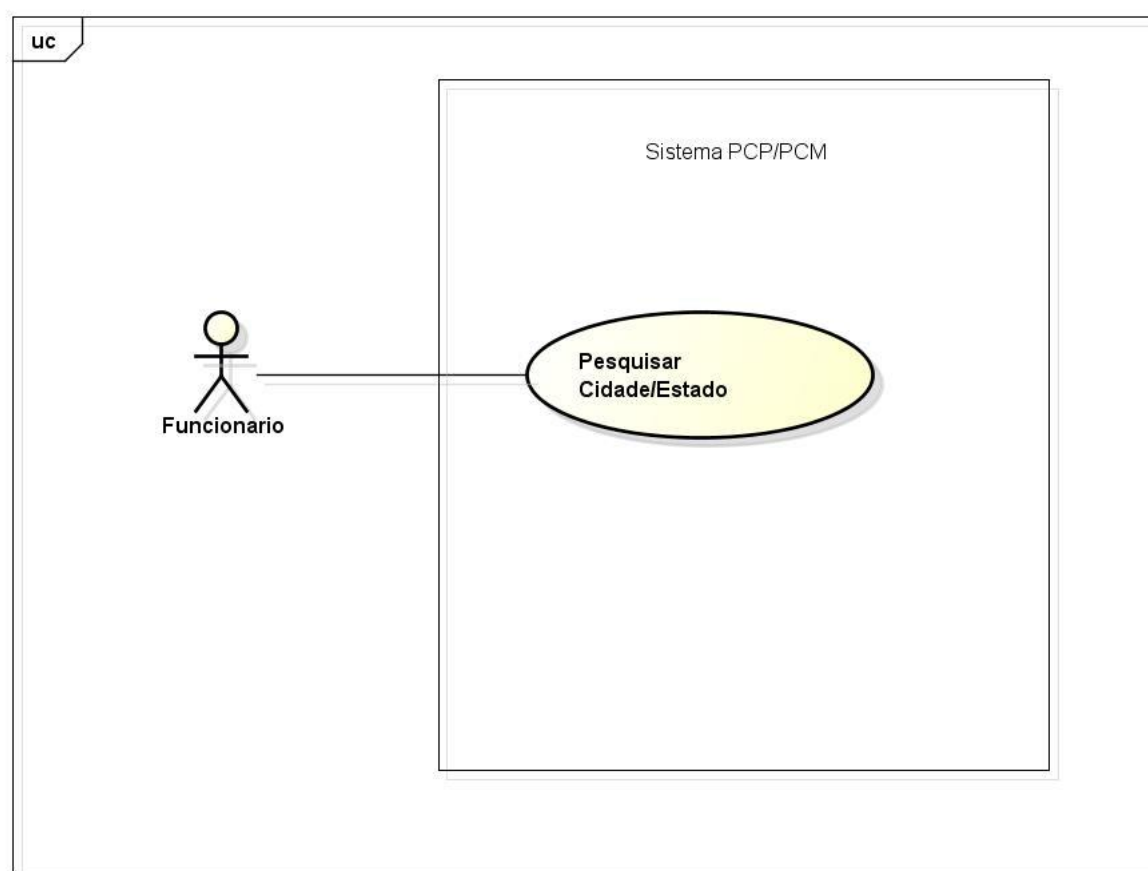 uc
Sistema PCP/PCM
Pesquisar
Cidade/Estado
Funcionario